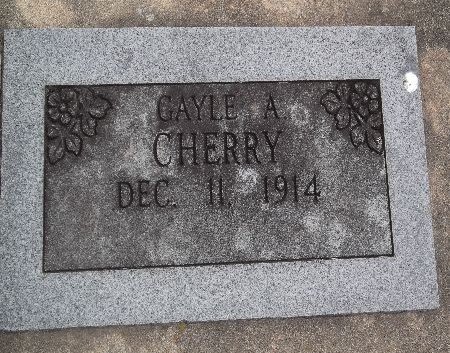 GAYLE A
CHERRY
DEC. 11, 1914